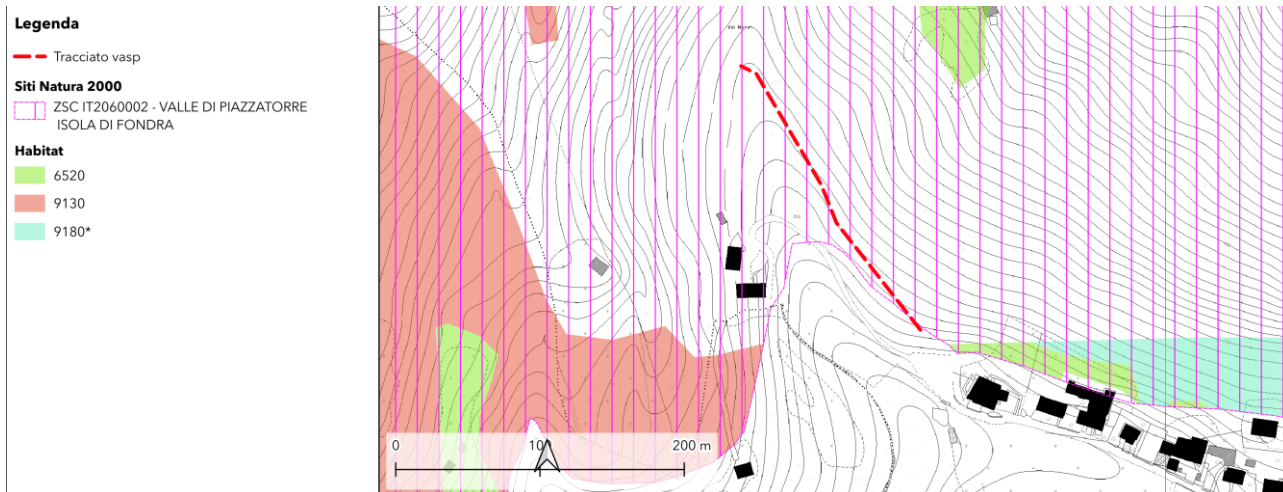 Legenda
Tracciato vasp
Siti Natura 2000
ZSC IT2060002 - VALLE DI PIAZZATORRE
ISOLA DI FONDRA
Habitat
6520
9130
9180*
0
200 m